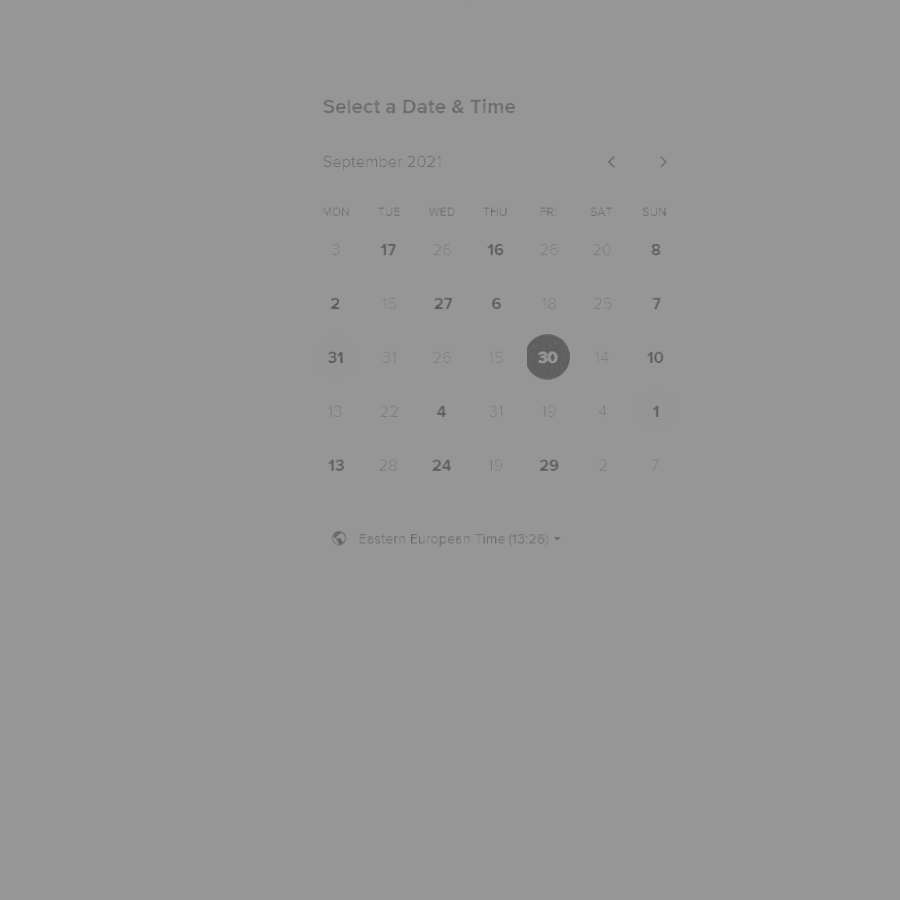 Select a Date & Time
September 2021
MON TUE WED THU FRI SAT SUN
3 17 26 16 26 20 8
2 15 27 6 18 25 7
31 31 26 15 30 14 10
13 22 4 31 19 4 1
13 28 24 19 29 2 7
Eastern European Time (13:26)